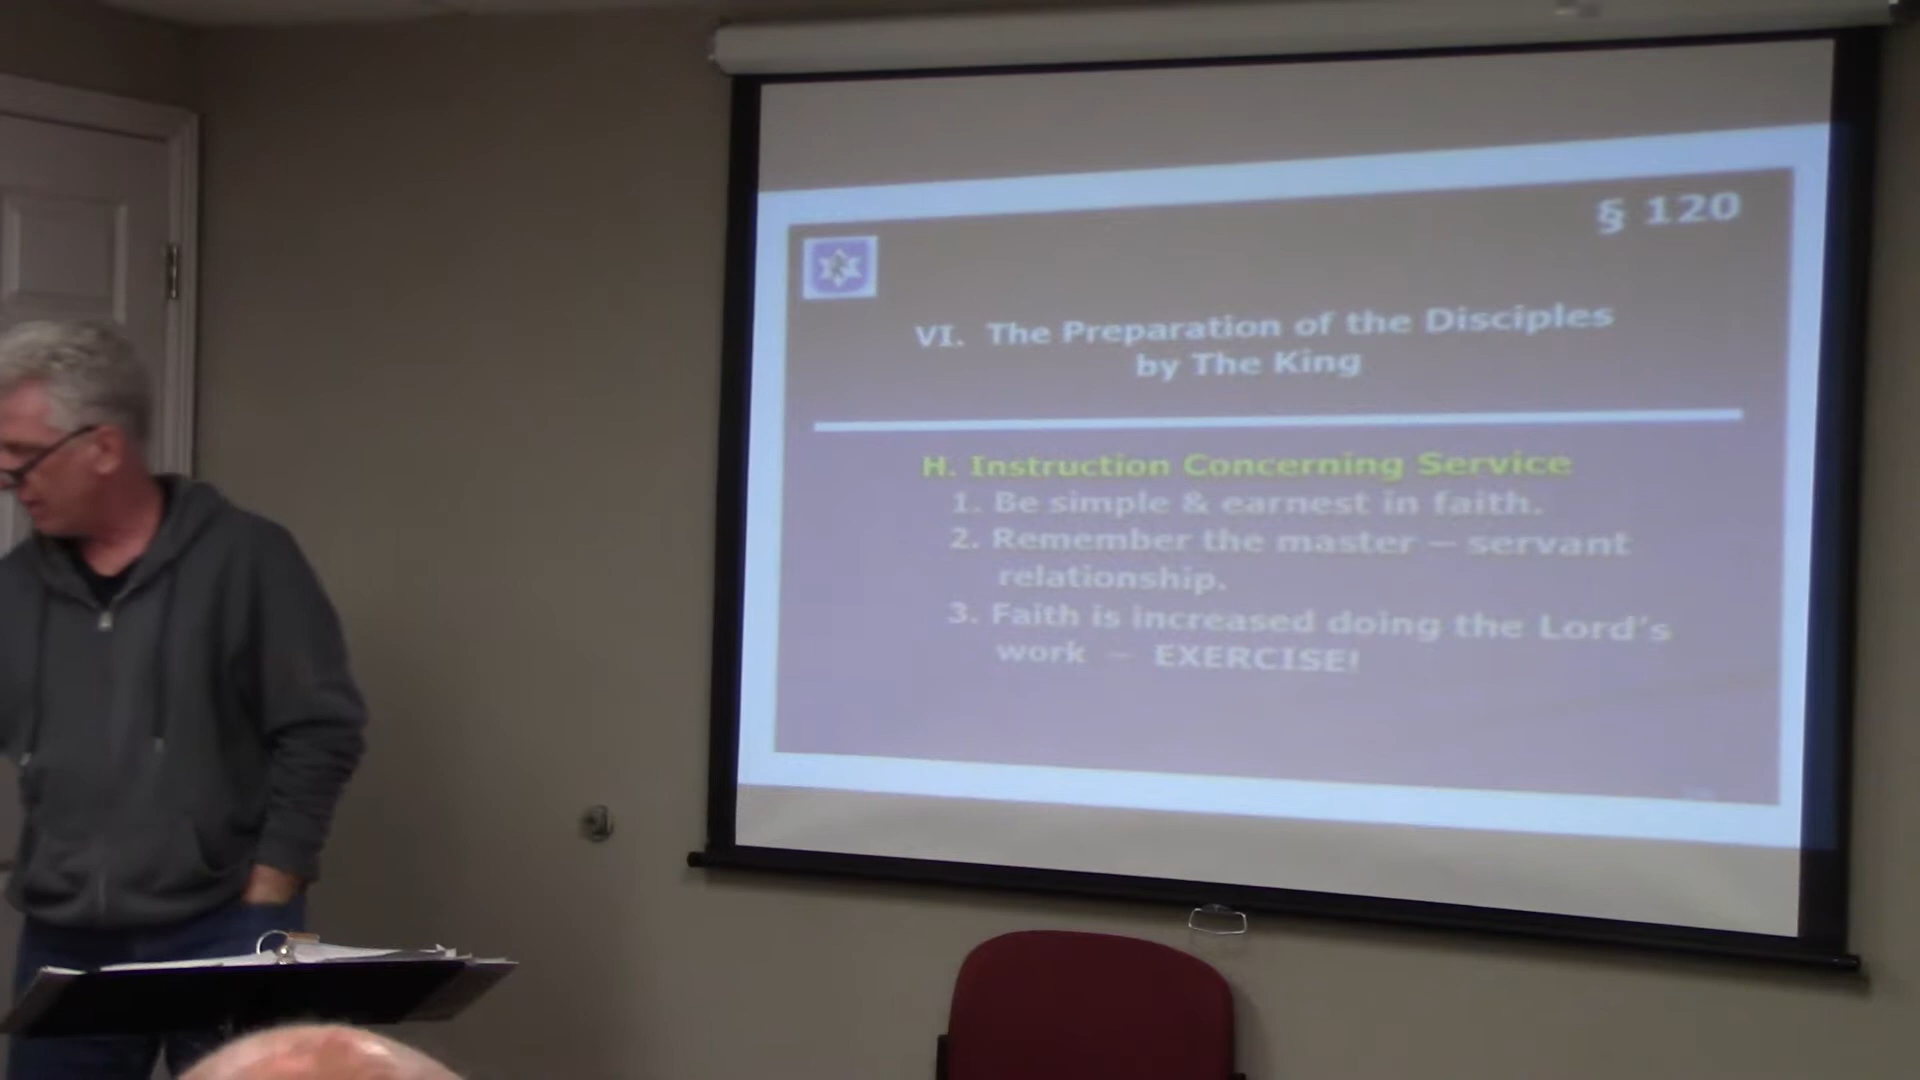 § 120
VI. The Preparation of the Disciples
by The King
H. Instruction Concerning Service
1. Be simple & earnest in faith.
2. Remember the master – servant
relationship.
3. Faith is increased doing the Lord's
work – EXERCISE!